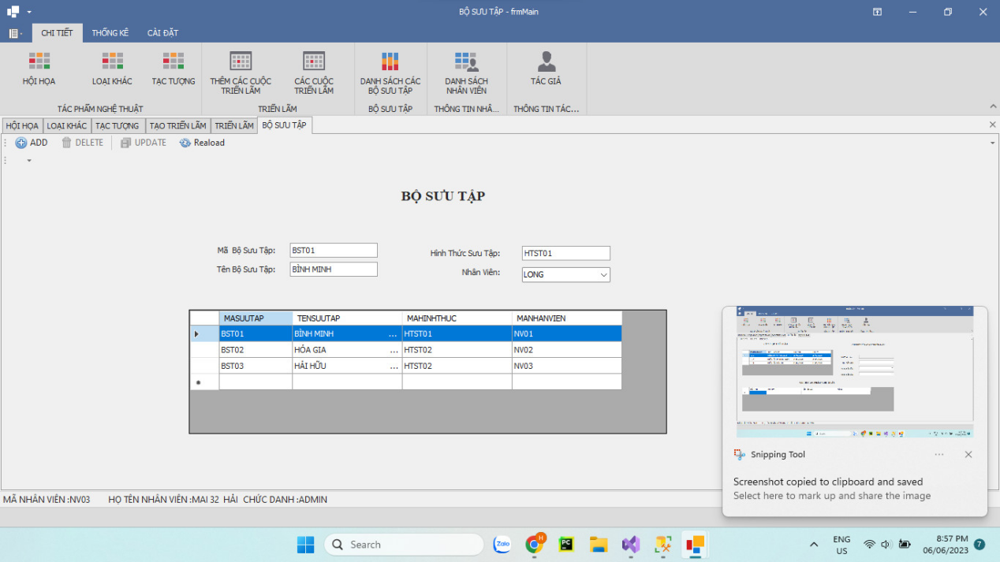 BỘ SƯU TẬP - frmMain
CHI TIẾT THỐNG KÊ CÀI ĐẶT
HỘI HỌA LOẠI KHÁC TẠC TƯỢNG THÊM CÁC CUỘC TRIỂN LÃM CÁC CUỘC TRIỂN LÃM DANH SÁCH CÁC BỘ SƯU TẬP DANH SÁCH NHÂN VIÊN TÁC GIẢ
TÁC PHẨM NGHỆ THUẬT TRIỂN LÃM BỘ SƯU TẬP THÔNG TIN NHÂ... THÔNG TIN TÁC...
HỘI HỌA LOẠI KHÁC TẠC TƯỢNG TẠO TRIỂN LÃM TRIỂN LÃM BỘ SƯU TẬP
ADD DELETE UPDATE Reaload
BỘ SƯU TẬP
Mã Bộ Sưu Tập: BST01 Hình Thức Sưu Tập: HTST01
Tên Bộ Sưu Tập: BÌNH MINH Nhân Viên: LONG
MASUUTAP TENSUUTAP MAHINHTHUC MANHANVIEN
BST01 BÌNH MINH ... HTST01 NV01
BST02 HÒA GIA ... HTST02 NV02
BST03 HẢI HỮU ... HTST02 NV03
Snipping Tool
Screenshot copied to clipboard and saved
Select here to mark up and share the image
MÃ NHÂN VIÊN :NV03 HỌ TÊN NHÂN VIÊN :MAI 32 HẢI CHỨC DANH :ADMIN
Search Zalo H PC ENG US 8:57 PM 06/06/2023 7